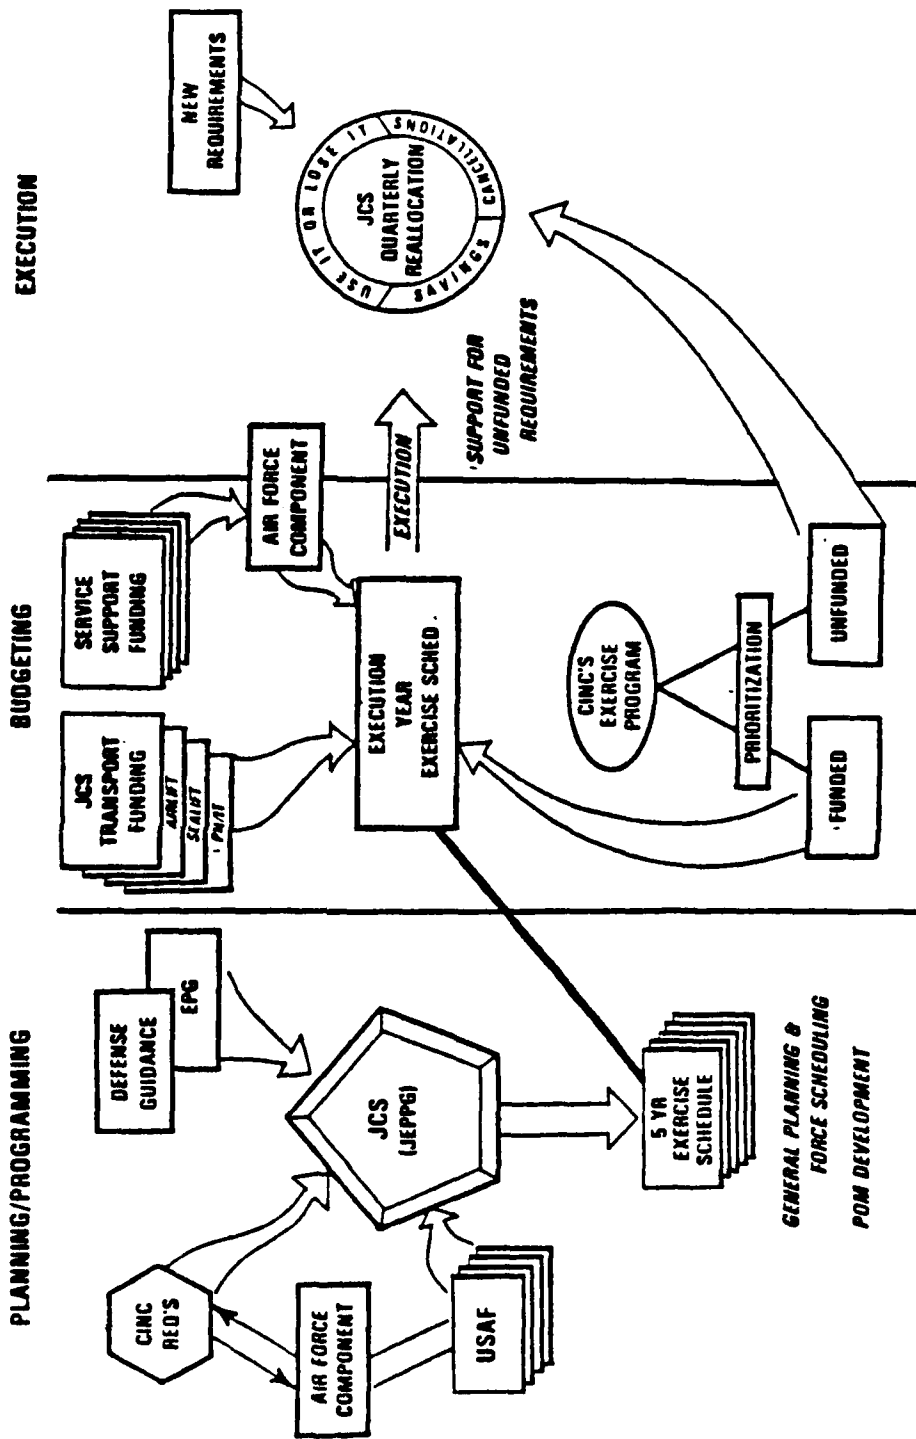 PLANNING/PROGRAMMING
BUDGETING
EXECUTION
DEFENSE
GUIDANCE
EPG
CINC
REQ'S
AIR FORCE
COMPONENT
USAF
JCS
(JEPPG)
5 YR
EXERCISE
SCHEDULE
GENERAL PLANNING &
FORCE SCHEDULING
POM DEVELOPMENT
JCS
TRANSPORT
FUNDING
AIRLIFT
SEALIFT
SERVICE
SUPPORT
FUNDING
AIR FORCE
COMPONENT
EXECUTION
YEAR
EXERCISE SCHED.
CINC'S
EXERCISE
PROGRAM
PRIORITIZATION
FUNDED
UNFUNDED
EXECUTION
SUPPORT FOR
UNFUNDED
REQUIREMENTS
NEW
REQUIREMENTS
USE IT OR LOSE IT
SAVINGS
CANCELLATIONS
JCS
QUARTERLY
REALLOCATION